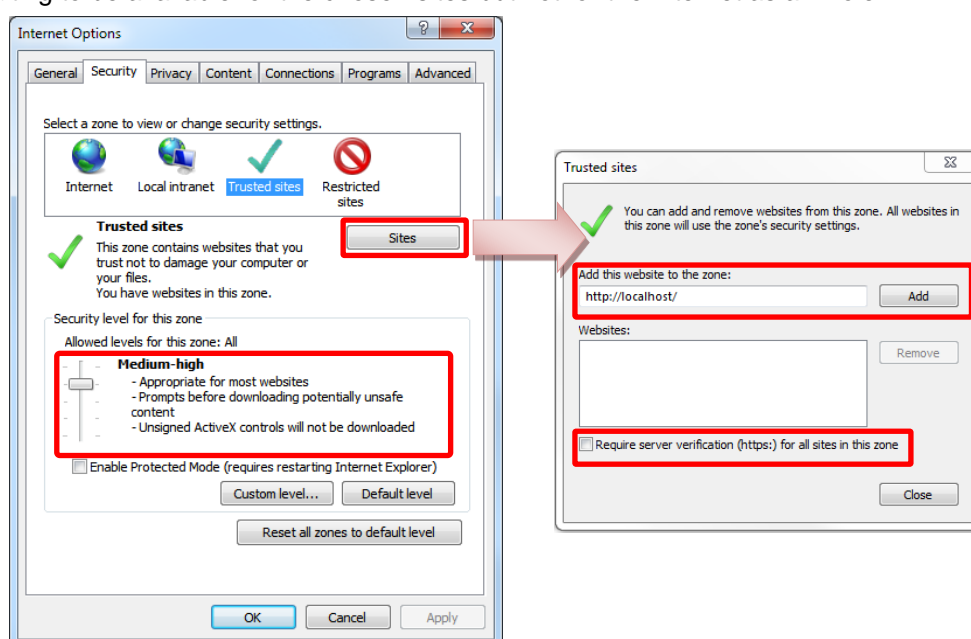 Internet Options
General Security Privacy Content Connections Programs Advanced
Select a zone to view or change security settings.
Internet
Local intranet
Trusted sites
Restricted
sites
Trusted sites
This zone contains websites that you
trust not to damage your computer or
your files.
You have websites in this zone.
Sites
Security level for this zone
Allowed levels for this zone: All
Medium-high
- Appropriate for most websites
- Prompts before downloading potentially unsafe
content
- Unsigned ActiveX controls will not be downloaded
Enable Protected Mode (requires restarting Internet Explorer)
Custom level... Default level
Reset all zones to default level
OK Cancel Apply
Trusted sites
You can add and remove websites from this zone. All websites in
this zone will use the zone's security settings.
Add this website to the zone:
http://localhost/ Add
Websites:
Remove
Require server verification (https:) for all sites in this zone
Close